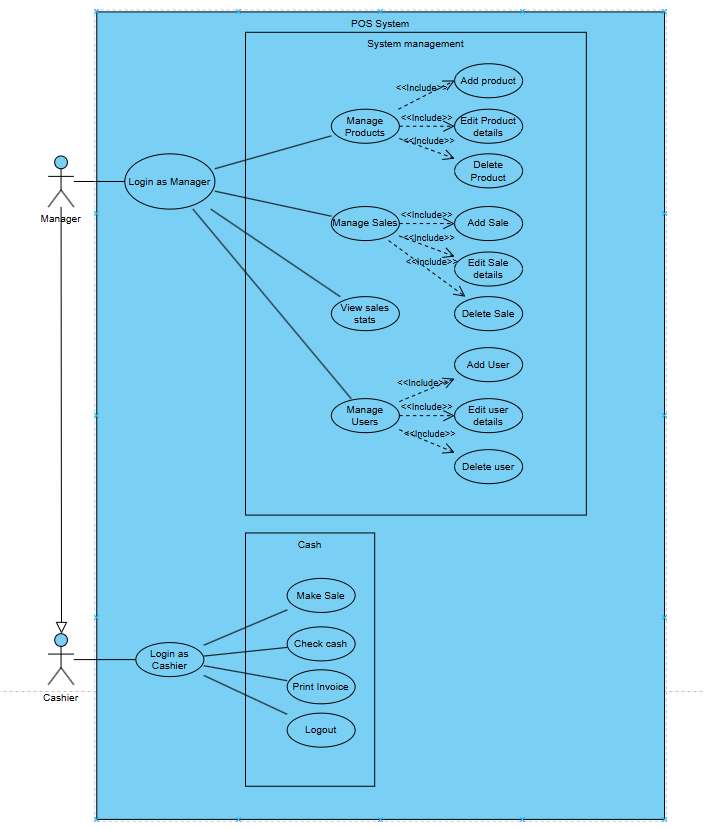 POS System
System management
Add product
<<Include>>
Manage
Products
<<Include>>
Edit Product
details
<<Include>>
Delete
Product
Login as Manager
Manager
Manage Sales
<<Include>>
Add Sale
<<Include>>
Edit Sale
details
<<Include>>
View sales
stats
Delete Sale
Add User
<<Include>>
Manage
Users
<<Include>>
Edit user
details
<<Include>>
Delete user
Cash
Make Sale
Check cash
Login as
Cashier
Print Invoice
Cashier
Logout